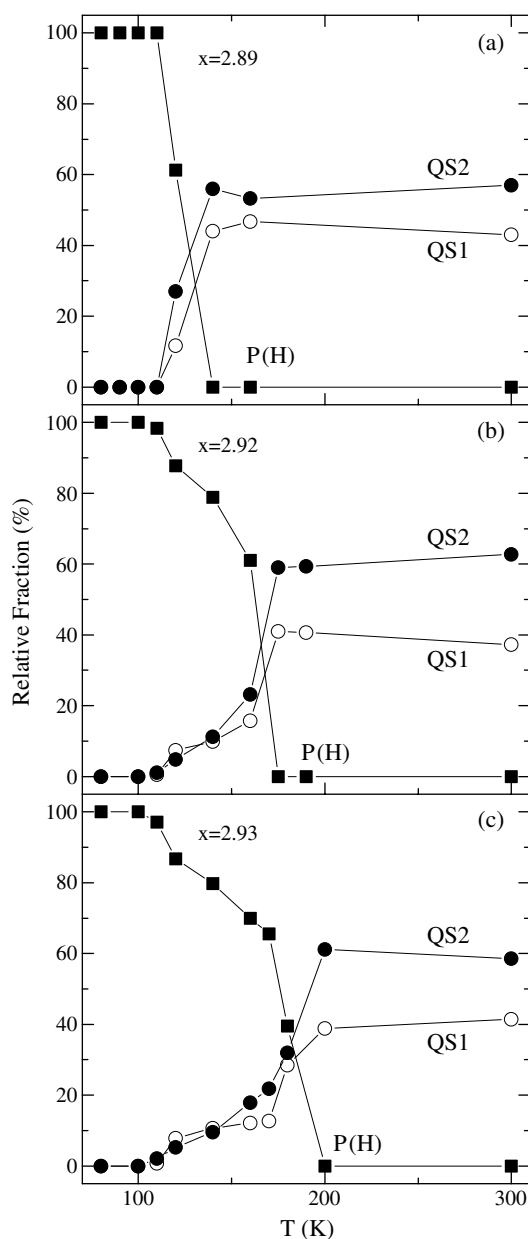 (a)
x=2.89
100
80
60
40
20
0
QS2
QS1
P(H)
(b)
x=2.92
100
80
60
40
20
0
QS2
QS1
P(H)
Relative Fraction (%)
(c)
x=2.93
100
80
60
40
20
0
QS2
QS1
P(H)
100 200 300
T (K)